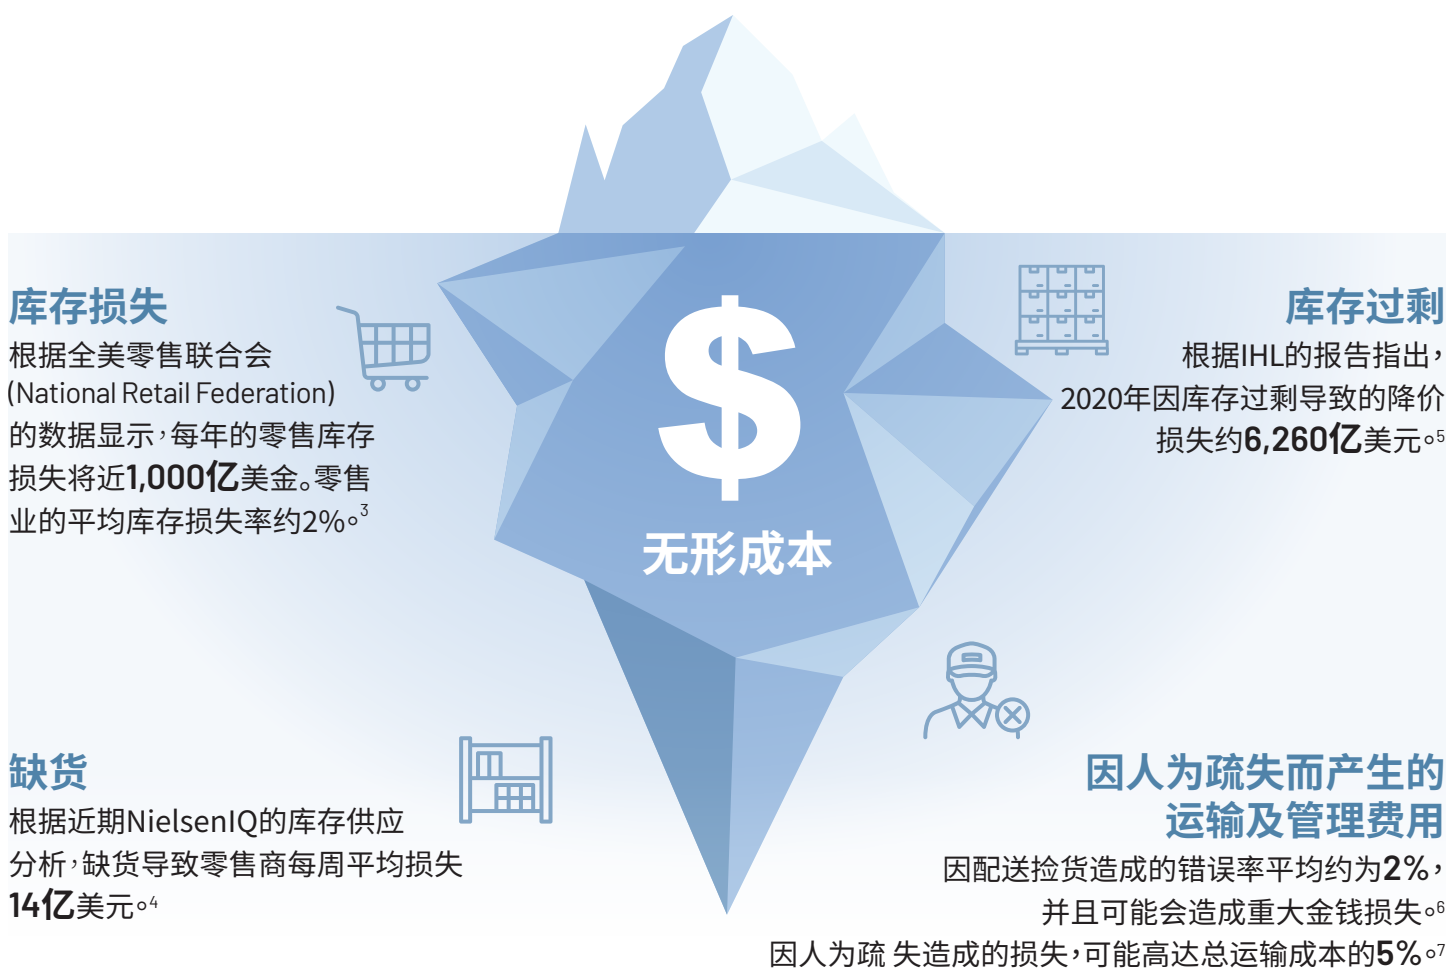 库存损失
根据全美零售联合会
(National Retail Federation)
的数据显示，每年的零售库存
损失将近1,000亿美金。零售
业的平均库存损失率约2%。3
库存过剩
根据IHL的报告指出，
2020年因库存过剩导致的降价
损失约6,260亿美元。5
$
无形成本
缺货
根据近期NielsenIQ的库存供应
分析，缺货导致零售商每周平均损失
14亿美元。4
因人为疏失而产生的
运输及管理费用
因配送捡货造成的错误率平均约为2%，
并且可能会造成重大金钱损失。6
因人为疏 失造成的损失，可能高达总运输成本的5%。7